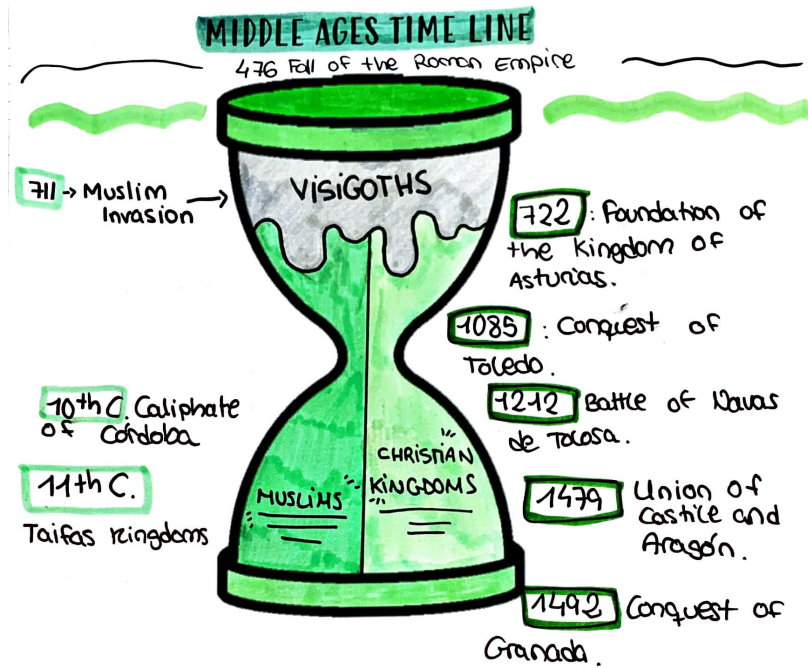 MIDDLE AGES TIME LINE
476 Fall of the Roman Empire
VISIGOTHS
711 → Muslim
Invasion →
722: Foundation of
the Kingdom of
Asturias.
1085: Conquest of
Toledo.
10th C. Caliphate
of Córdoba
1212 Battle of Navas
de Tolosa.
11th C.
Taifas Kingdoms
MUSLIMS
CHRISTIAN
KINGDOMS
1479 Union of
Castile and
Aragón.
1492 Conquest of
Granada.